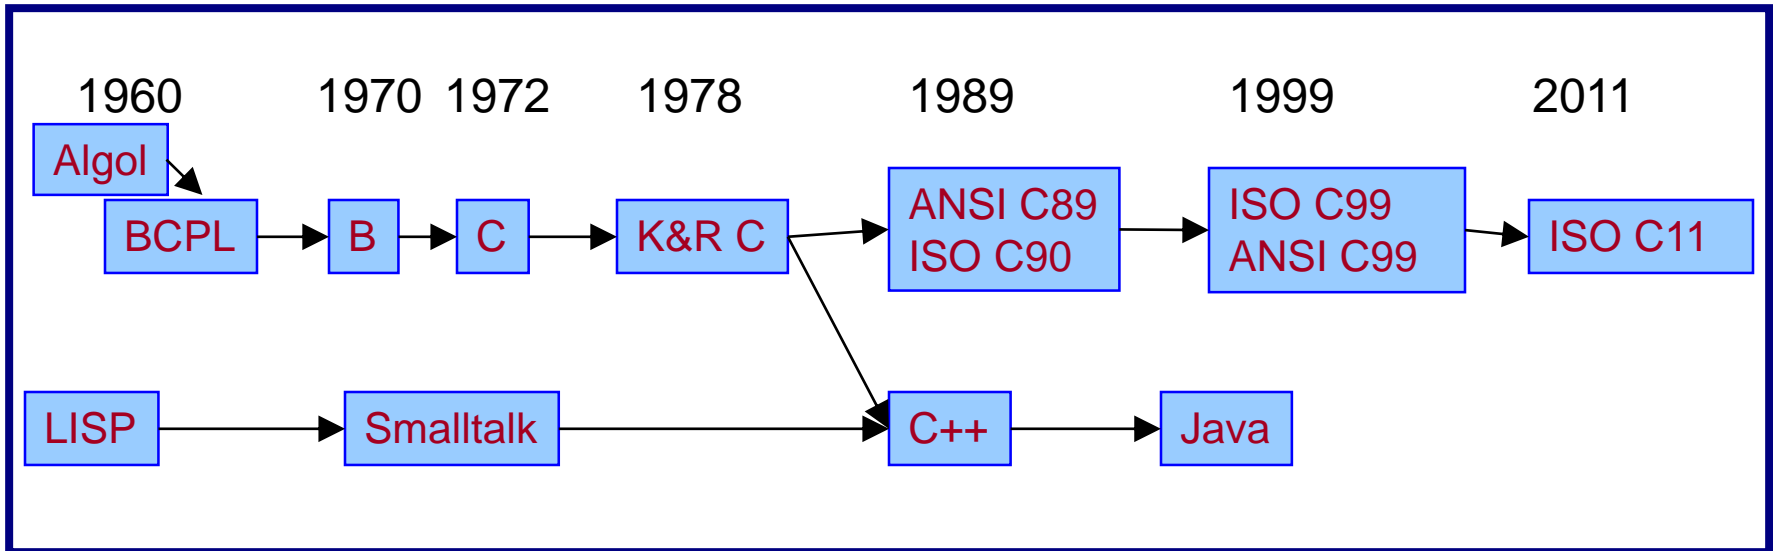 1960 1970 1972 1978 1989 1999 2011
Algol
BCPL B C K&R C ANSI C89 ISO C99 ISO C11
ISO C90 ANSI C99
LISP Smalltalk C++ Java